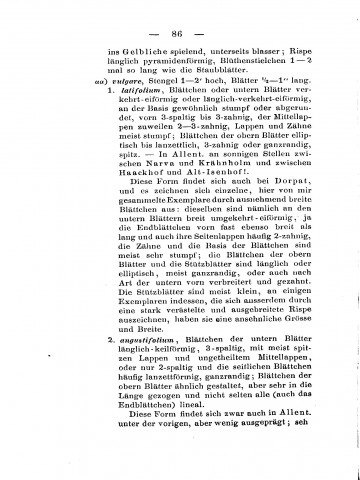 — 86 —
ins Gelbliche spielend, unterseits blasser; Rispe
länglich pyramidenförmig, Blüthenstielchen 1—2
mal so lang wie die Staubblätter.
αα) vulgare, Stengel 1—2' hoch, Blätter ½—1" lang.
1. latifolium, Blättchen oder untern Blätter ver-
kehrt-eiförmig oder länglich-verkehrt-eiförmig,
an der Basis gewöhnlich stumpf oder abgerun-
det, vorn 3-spaltig bis 3-zahnig, der Mittellappen
zuweilen 2—3-zahnig, Lappen und Zähne
meist stumpf; Blättchen der obern Blätter ellip-
tisch bis lanzettlich, 3-zahnig oder ganzrandig,
spitz. — In Allent. an sonnigen Stellen zwi-
schen Narva und Krähnholm und zwischen
Haackhof und Alt-Isenhof!.
Diese Form findet sich auch bei Dorpat,
und es zeichnen sich einzelne, hier von mir
gesammelte Exemplare durch ausnehmend breite
Blättchen aus: dieselben sind nämlich an den
untern Blättern breit umgekehrt-eiförmig, ja
die Endblättchen vorn fast ebenso breit als
lang und auch ihre Seitenlappen häufig 2-zahnig,
die Zähne und die Basis der Blättchen sind
meist sehr stumpf; die Blättchen der obern
Blätter und die Stützblätter sind länglich oder
elliptisch, meist ganzrandig, oder auch nach
Art der untern vorn verbreitert und gezahnt.
Die Stützblätter sind meist klein, an einigen
Exemplaren indessen, die sich ausserdem durch
eine stark verästelte und ausgebreitete Rispe
auszeichnen, haben sie eine ansehnliche Grösse
und Breite.
2. angustifolium, Blättchen der untern Blätter
länglich-keilförmig, 3-spaltig, mit meist spit-
zen Lappen und ungetheiltem Mittellappen,
oder nur 2-spaltig und die seitlichen Blättchen
häufig lanzettförmig, ganzrandig; Blättchen der
obern Blätter ähnlich gestaltet, aber sehr in die
Länge gezogen und nicht selten alle (auch das
Endblättchen) lineal.
Diese Form findet sich zwar auch in Allent.
unter der vorigen, aber wenig ausgeprägt; seh